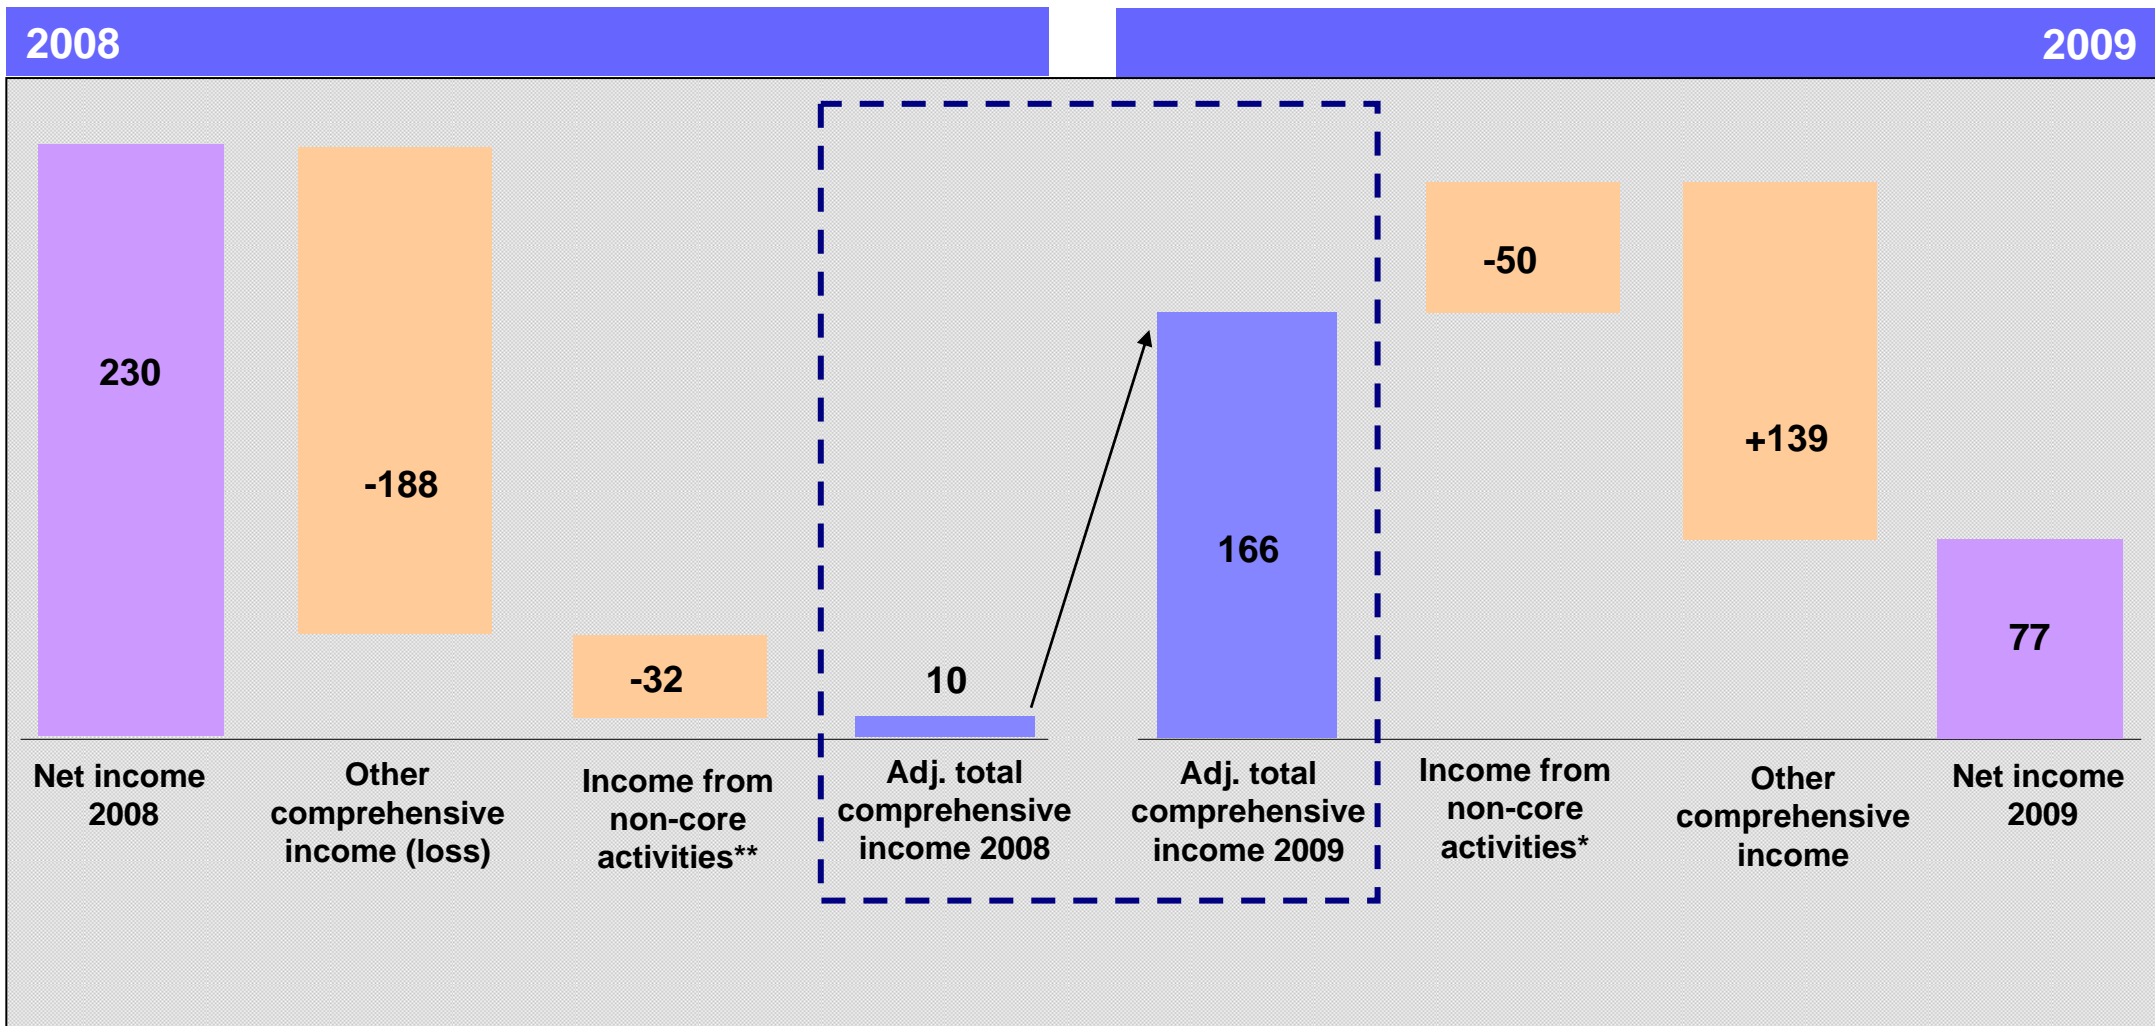 2008
2009
230
-188
-32
10
166
-50
+139
77
Net income
2008
Other
comprehensive
income (loss)
Income from
non-core
activities**
Adj. total
comprehensive
income 2008
Adj. total
comprehensive
income 2009
Income from
non-core
activities*
Other
comprehensive
income
Net income
2009